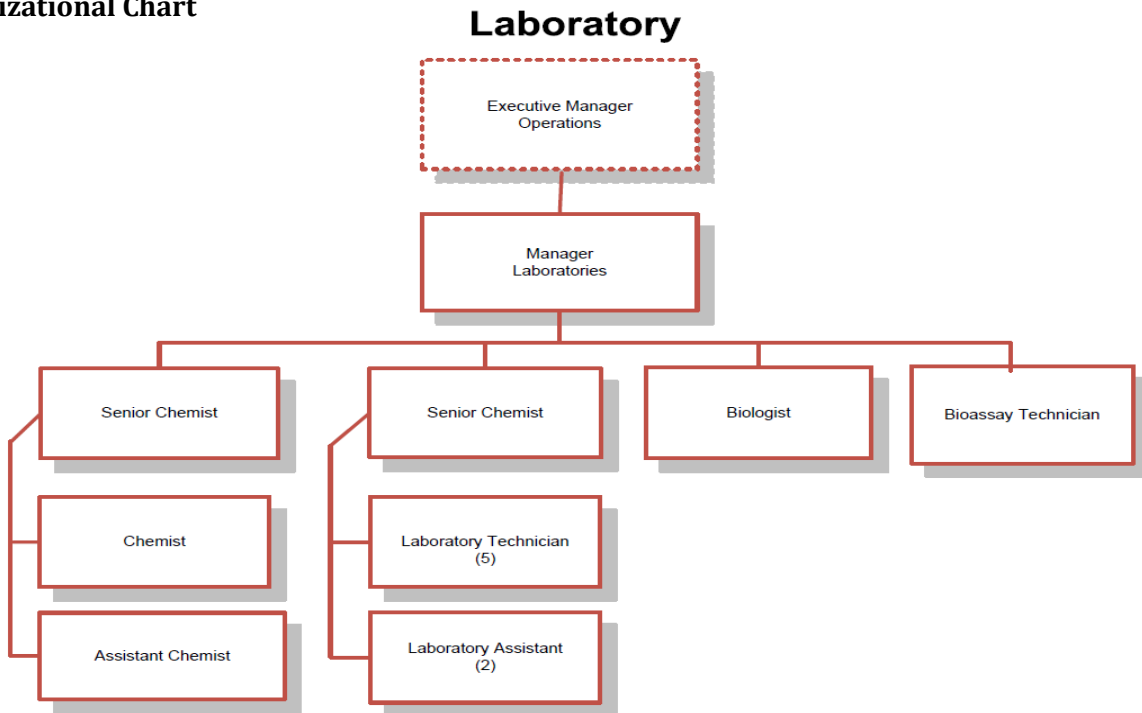 izational Chart
Laboratory
Executive Manager
Operations
Manager
Laboratories
Senior Chemist
Senior Chemist
Biologist
Bioassay Technician
Chemist
Laboratory Technician
(5)
Assistant Chemist
Laboratory Assistant
(2)